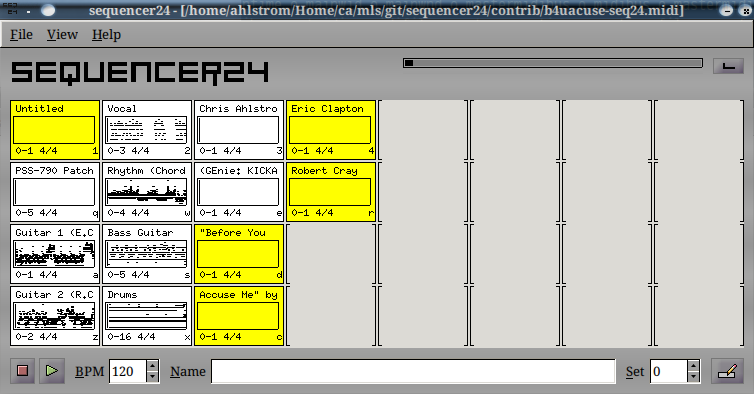 sequencer24 - [/home/ahlstrom/Home/ca/mls/git/sequencer24/contrib/b4uacuse-seq24.midi]
File View Help
SEQUENCER24
Untitled Vocal Chris Ahlstro Eric Clapton
0-1 4/4 1 0-3 4/4 2 0-1 4/4 3 0-1 4/4 4
PSS-790 Patch Rhythm (Chord (GEnie: KICKA Robert Cray
0-5 4/4 q 0-4 4/4 w 0-1 4/4 e 0-1 4/4 r
Guitar 1 (E.C Bass Guitar "Before You
0-1 4/4 a 0-5 4/4 s 0-1 4/4 d
Guitar 2 (R.C Drums Accuse Me" by
0-2 4/4 z 0-16 4/4 x 0-1 4/4 c
BPM 120 Name Set 0